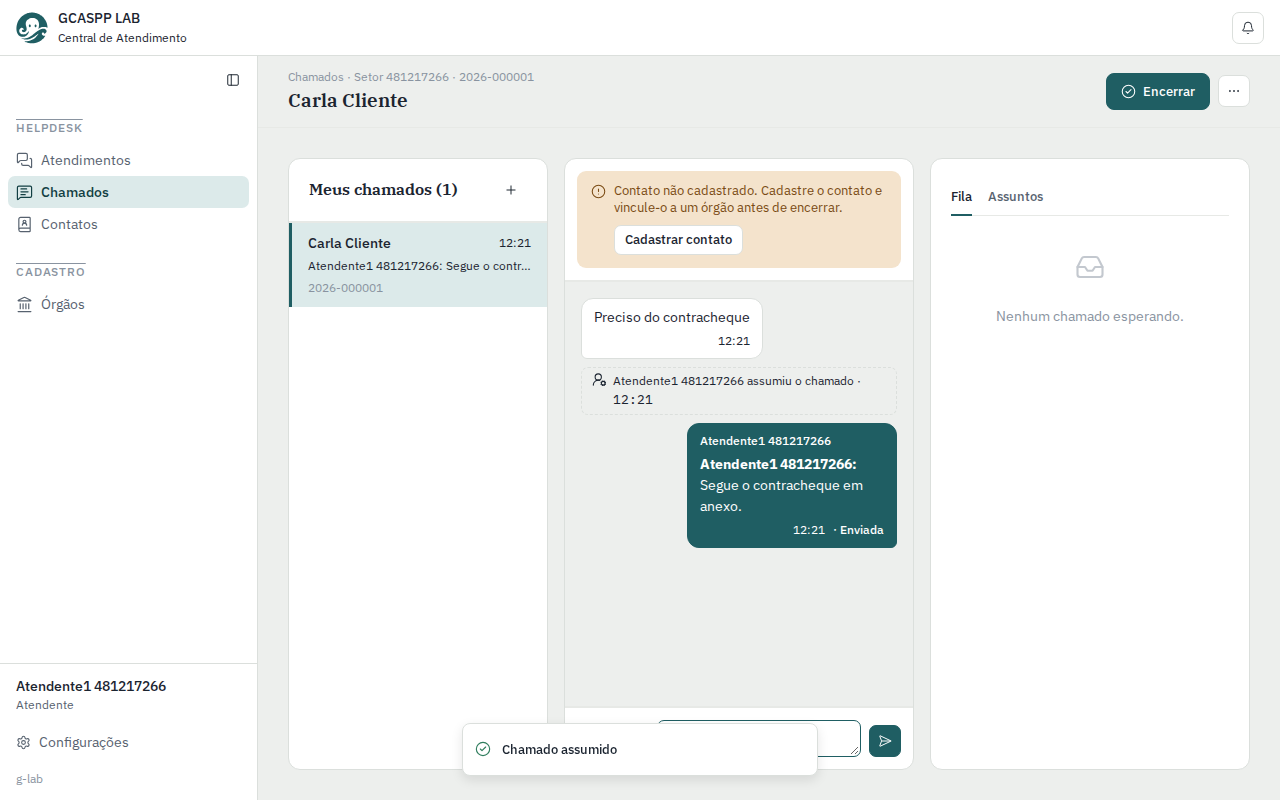 GCASPP LAB
Central de Atendimento
HELPDESK
Atendimentos
Chamados
Contatos
CADASTRO
Órgãos
Atendente1 481217266
Atendente
Configurações
g-lab
Chamados · Setor 481217266 · 2026-000001
Carla Cliente
Encerrar
Meus chamados (1)
Carla Cliente 12:21
Atendente1 481217266: Segue o contr...
2026-000001
Contato não cadastrado. Cadastre o contato e
vincule-o a um órgão antes de encerrar.
Cadastrar contato
Preciso do contracheque
12:21
Atendente1 481217266 assumiu o chamado ·
12:21
Atendente1 481217266
Atendente1 481217266:
Segue o contracheque em
anexo.
12:21 · Enviada
Chamado assumido
Fila Assuntos
Nenhum chamado esperando.